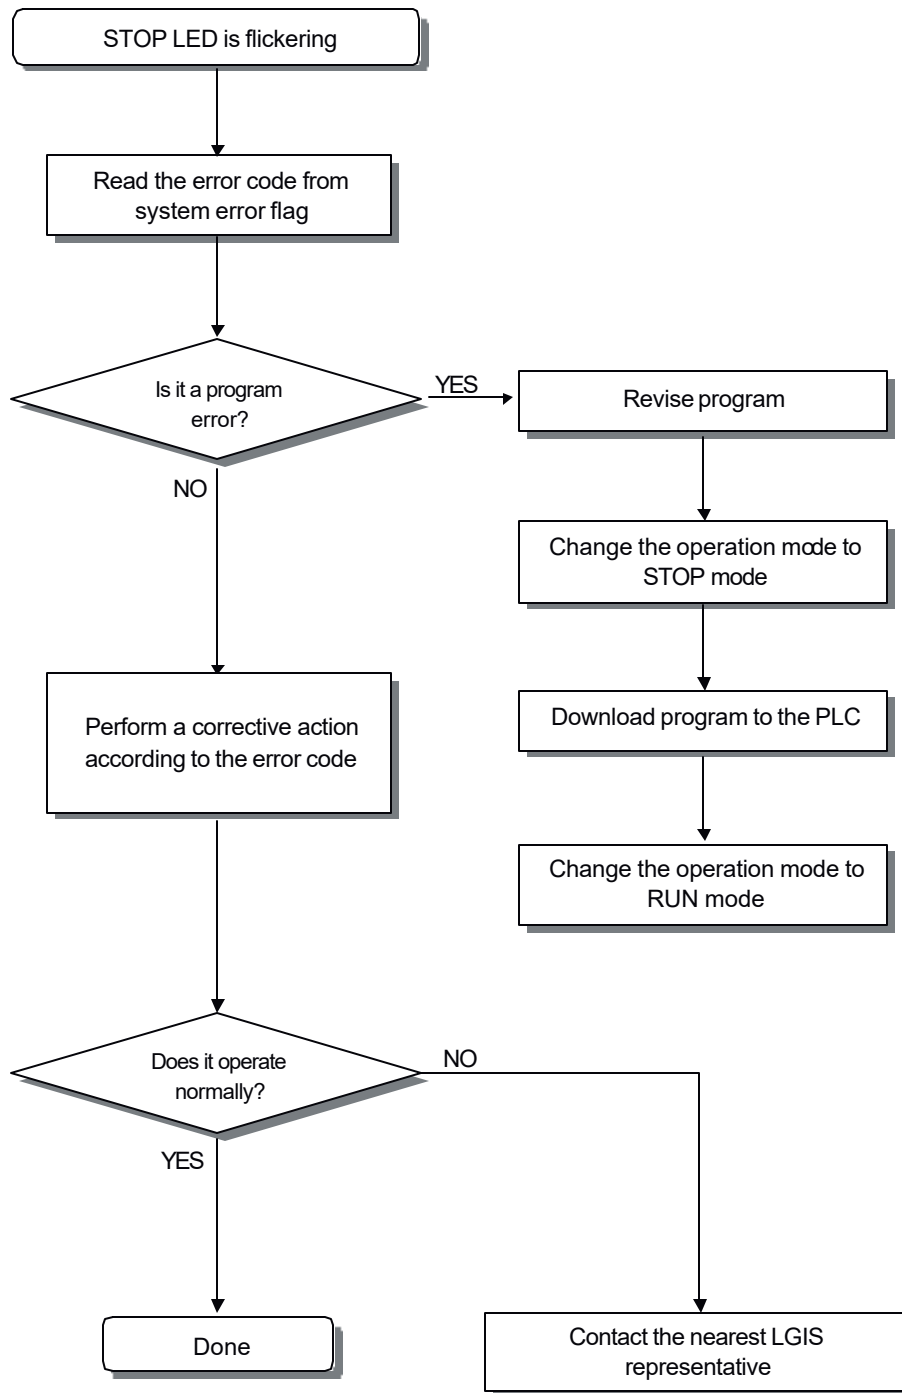 STOP LED is flickering
Read the error code from
system error flag
Is it a program
error?
YES
Revise program
NO
Change the operation mode to
STOP mode
Perform a corrective action
according to the error code
Download program to the PLC
Change the operation mode to
RUN mode
Does it operate
normally?
NO
YES
Done
Contact the nearest LGIS
representative